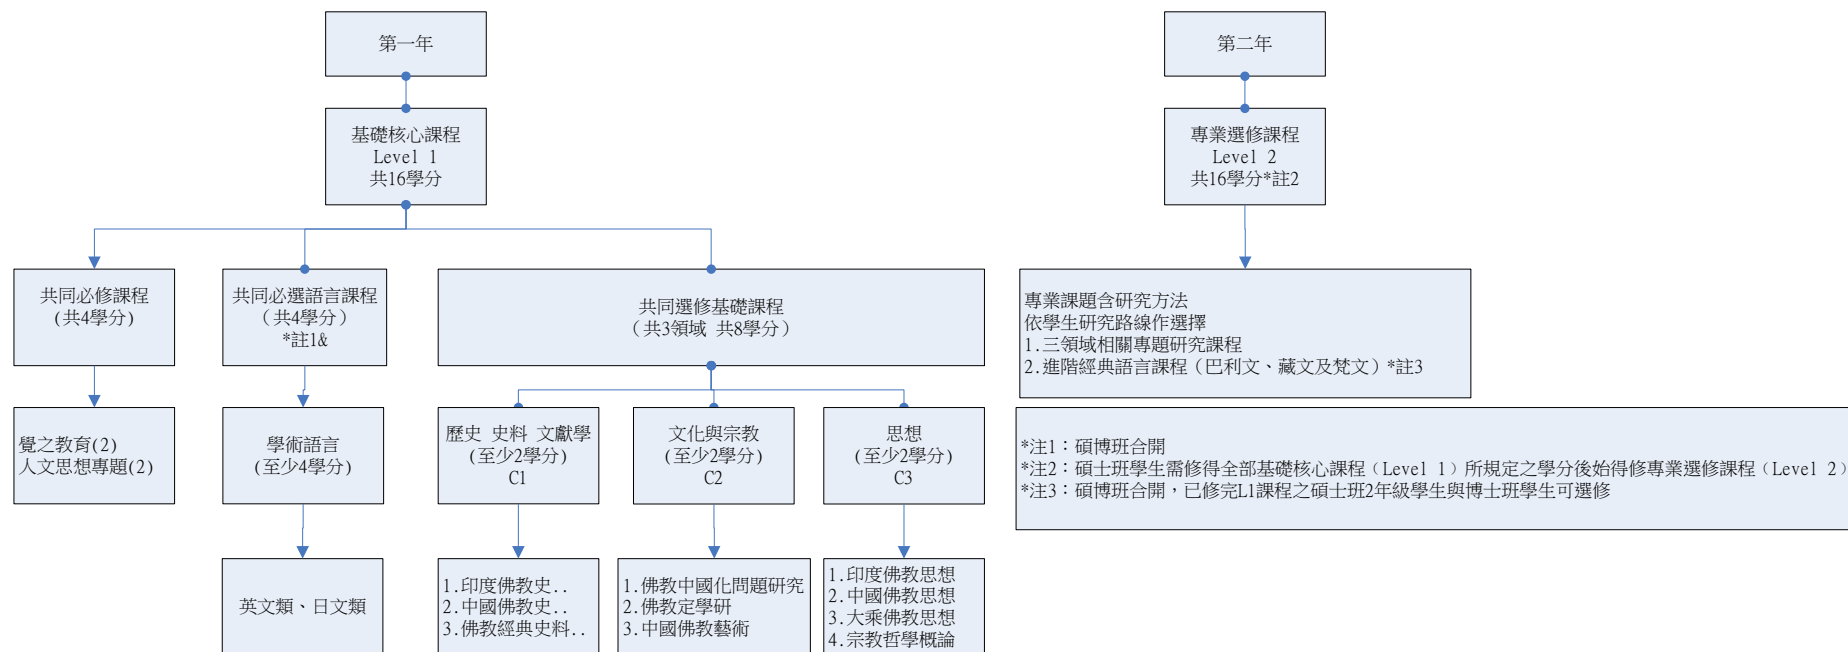 第一年
基礎核心課程
Level 1
共16學分
共同必修課程
(共4學分)
覺之教育(2)
人文思想專題(2)
共同必選語言課程
(共4學分)
*註1&
學術語言
(至少4學分)
英文類、日文類
共同選修基礎課程
(共3領域 共8學分)
歷史 史料 文獻學
(至少2學分)
C1
1.印度佛教史..
2.中國佛教史..
3.佛教經典史料..
文化與宗教
(至少2學分)
C2
1.佛教中國化問題研究
2.佛教定學研
3.中國佛教藝術
思想
(至少2學分)
C3
1.印度佛教思想
2.中國佛教思想
3.大乘佛教思想
4.宗教哲學概論
第二年
專業選修課程
Level 2
共16學分*註2
專業課題含研究方法
依學生研究路線作選擇
1.三領域相關專題研究課程
2.進階經典語言課程(巴利文、藏文及梵文)*註3
*注1：碩博班合開
*注2：碩士班學生需修得全部基礎核心課程(Level 1)所規定之學分後始得修專業選修課程(Level 2)
*注3：碩博班合開，已修完L1課程之碩士班2年級學生與博士班學生可選修